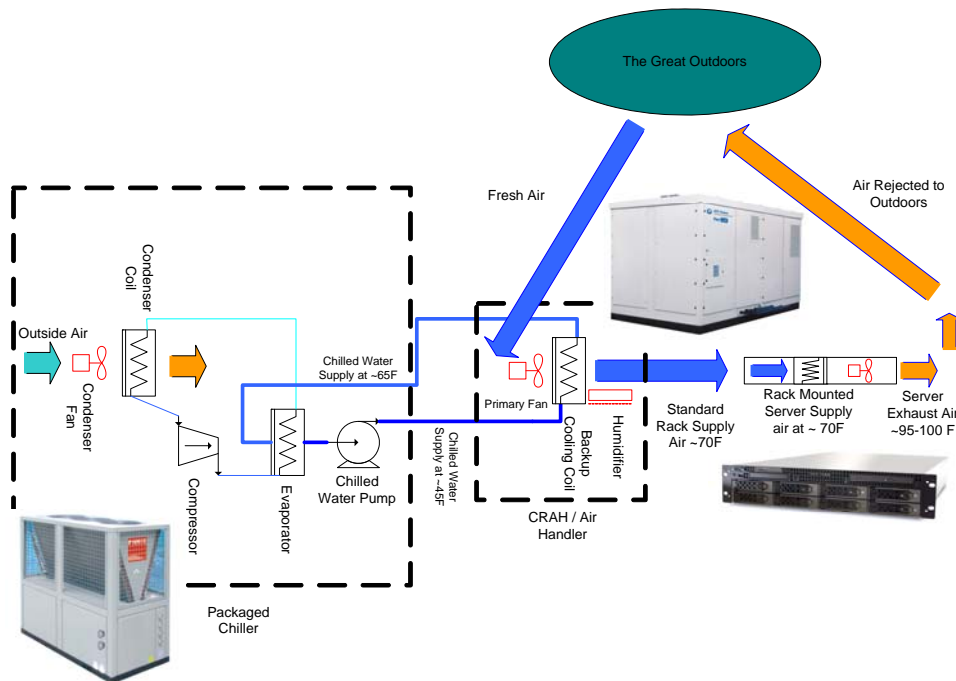 The Great Outdoors
Fresh Air
Air Rejected to
Outdoors
Condenser
Coil
Outside Air
Condenser
Fan
Chilled Water
Supply at ~65F
Primary Fan
Compressor
Evaporator
Chilled
Water Pump
Chilled Water
Supply at ~45F
Backup
Cooling Coil
Humidifier
Standard
Rack Supply
Air ~70F
Rack Mounted
Server Supply
air at ~ 70F
Server
Exhaust Air
~95-100 F
CRAH / Air
Handler
Packaged
Chiller